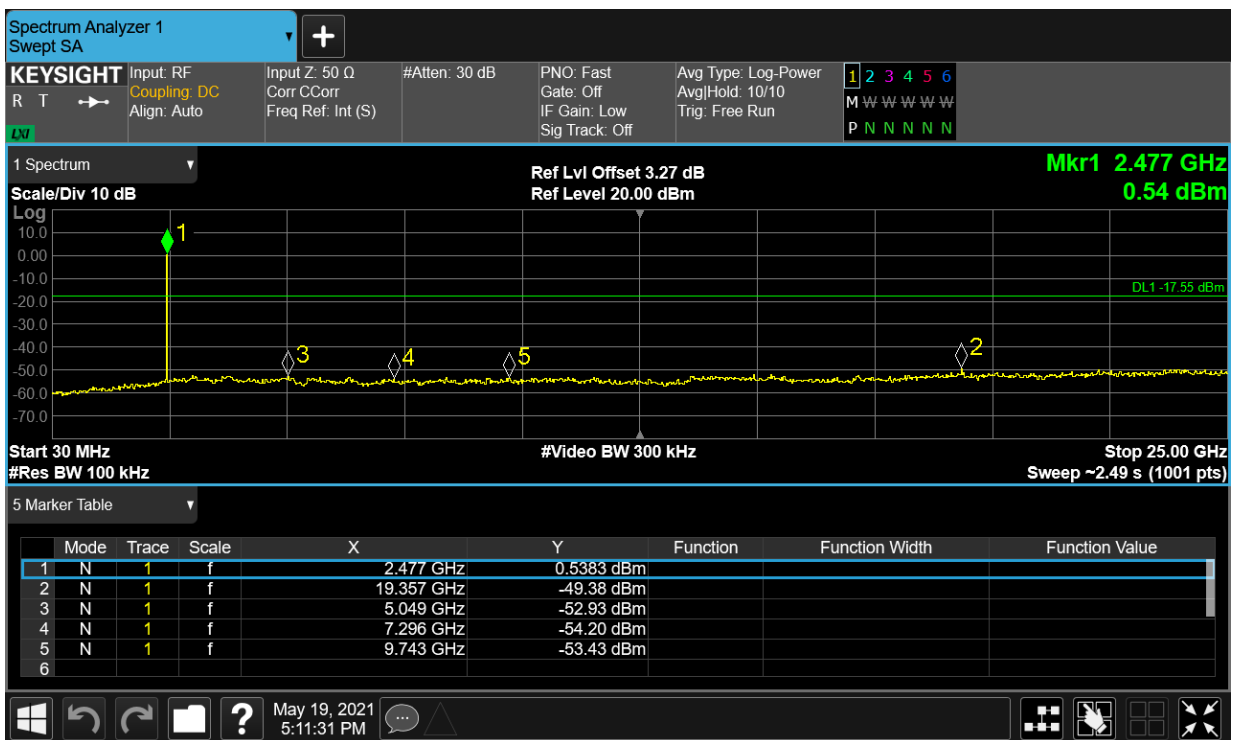 Spectrum Analyzer 1
Swept SA
+
KEYSIGHT
R T
LXI
Input: RF
Coupling: DC
Align: Auto
Input Z: 50 Ω
Corr CCorr
Freq Ref: Int (S)
#Atten: 30 dB
PNO: Fast
Gate: Off
IF Gain: Low
Sig Track: Off
Avg Type: Log-Power
Avg|Hold: 10/10
Trig: Free Run
1 2 3 4 5 6
M W W W W W
P N N N N N
1 Spectrum
Scale/Div 10 dB
Ref Lvl Offset 3.27 dB
Ref Level 20.00 dBm
Mkr1 2.477 GHz
0.54 dBm
Log
10.0
0.00
-10.0
-20.0
-30.0
-40.0
-50.0
-60.0
-70.0
1
3
4
5
2
DL1 -17.55 dBm
Start 30 MHz
#Video BW 300 kHz
Stop 25.00 GHz
#Res BW 100 kHz
Sweep ~2.49 s (1001 pts)
5 Marker Table
Mode Trace Scale X Y Function Function Width Function Value
1 N 1 f 2.477 GHz 0.5383 dBm
2 N 1 f 19.357 GHz -49.38 dBm
3 N 1 f 5.049 GHz -52.93 dBm
4 N 1 f 7.296 GHz -54.20 dBm
5 N 1 f 9.743 GHz -53.43 dBm
6
?
May 19, 2021
5:11:31 PM